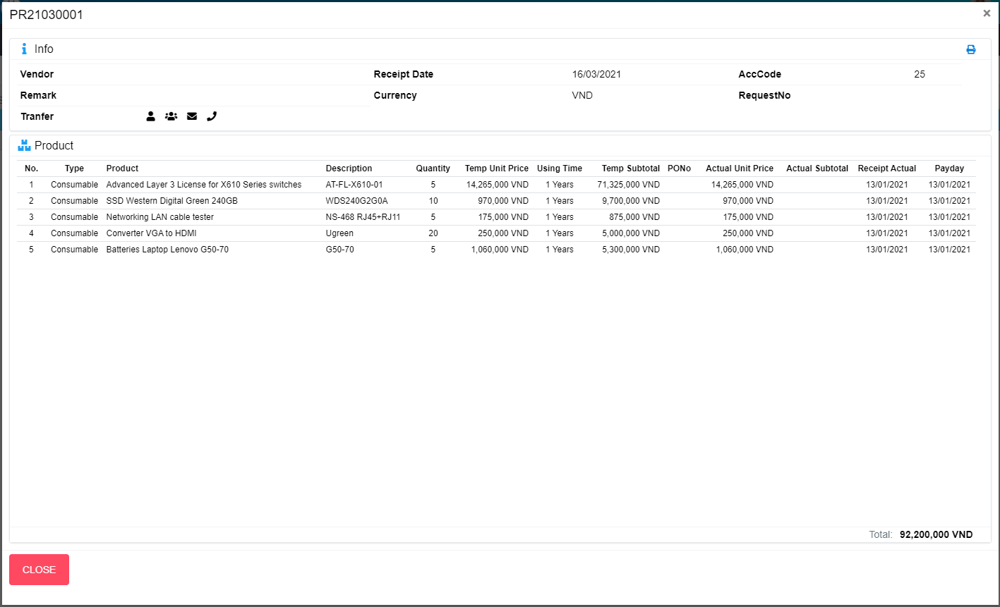 PR21030001 ×
Info
Vendor Receipt Date 16/03/2021 AccCode 25
Remark Currency VND RequestNo
Tranfer
Product
No. Type Product Description Quantity Temp Unit Price Using Time Temp Subtotal PONo Actual Unit Price Actual Subtotal Receipt Actual Payday
1 Consumable Advanced Layer 3 License for X610 Series switches AT-FL-X610-01 5 14,265,000 VND 1 Years 71,325,000 VND 14,265,000 VND 13/01/2021 13/01/2021
2 Consumable SSD Western Digital Green 240GB WDS240G2G0A 10 970,000 VND 1 Years 9,700,000 VND 970,000 VND 13/01/2021 13/01/2021
3 Consumable Networking LAN cable tester NS-468 RJ45+RJ11 5 175,000 VND 1 Years 875,000 VND 175,000 VND 13/01/2021 13/01/2021
4 Consumable Converter VGA to HDMI Ugreen 20 250,000 VND 1 Years 5,000,000 VND 250,000 VND 13/01/2021 13/01/2021
5 Consumable Batteries Laptop Lenovo G50-70 G50-70 5 1,060,000 VND 1 Years 5,300,000 VND 1,060,000 VND 13/01/2021 13/01/2021
Total: 92,200,000 VND
CLOSE